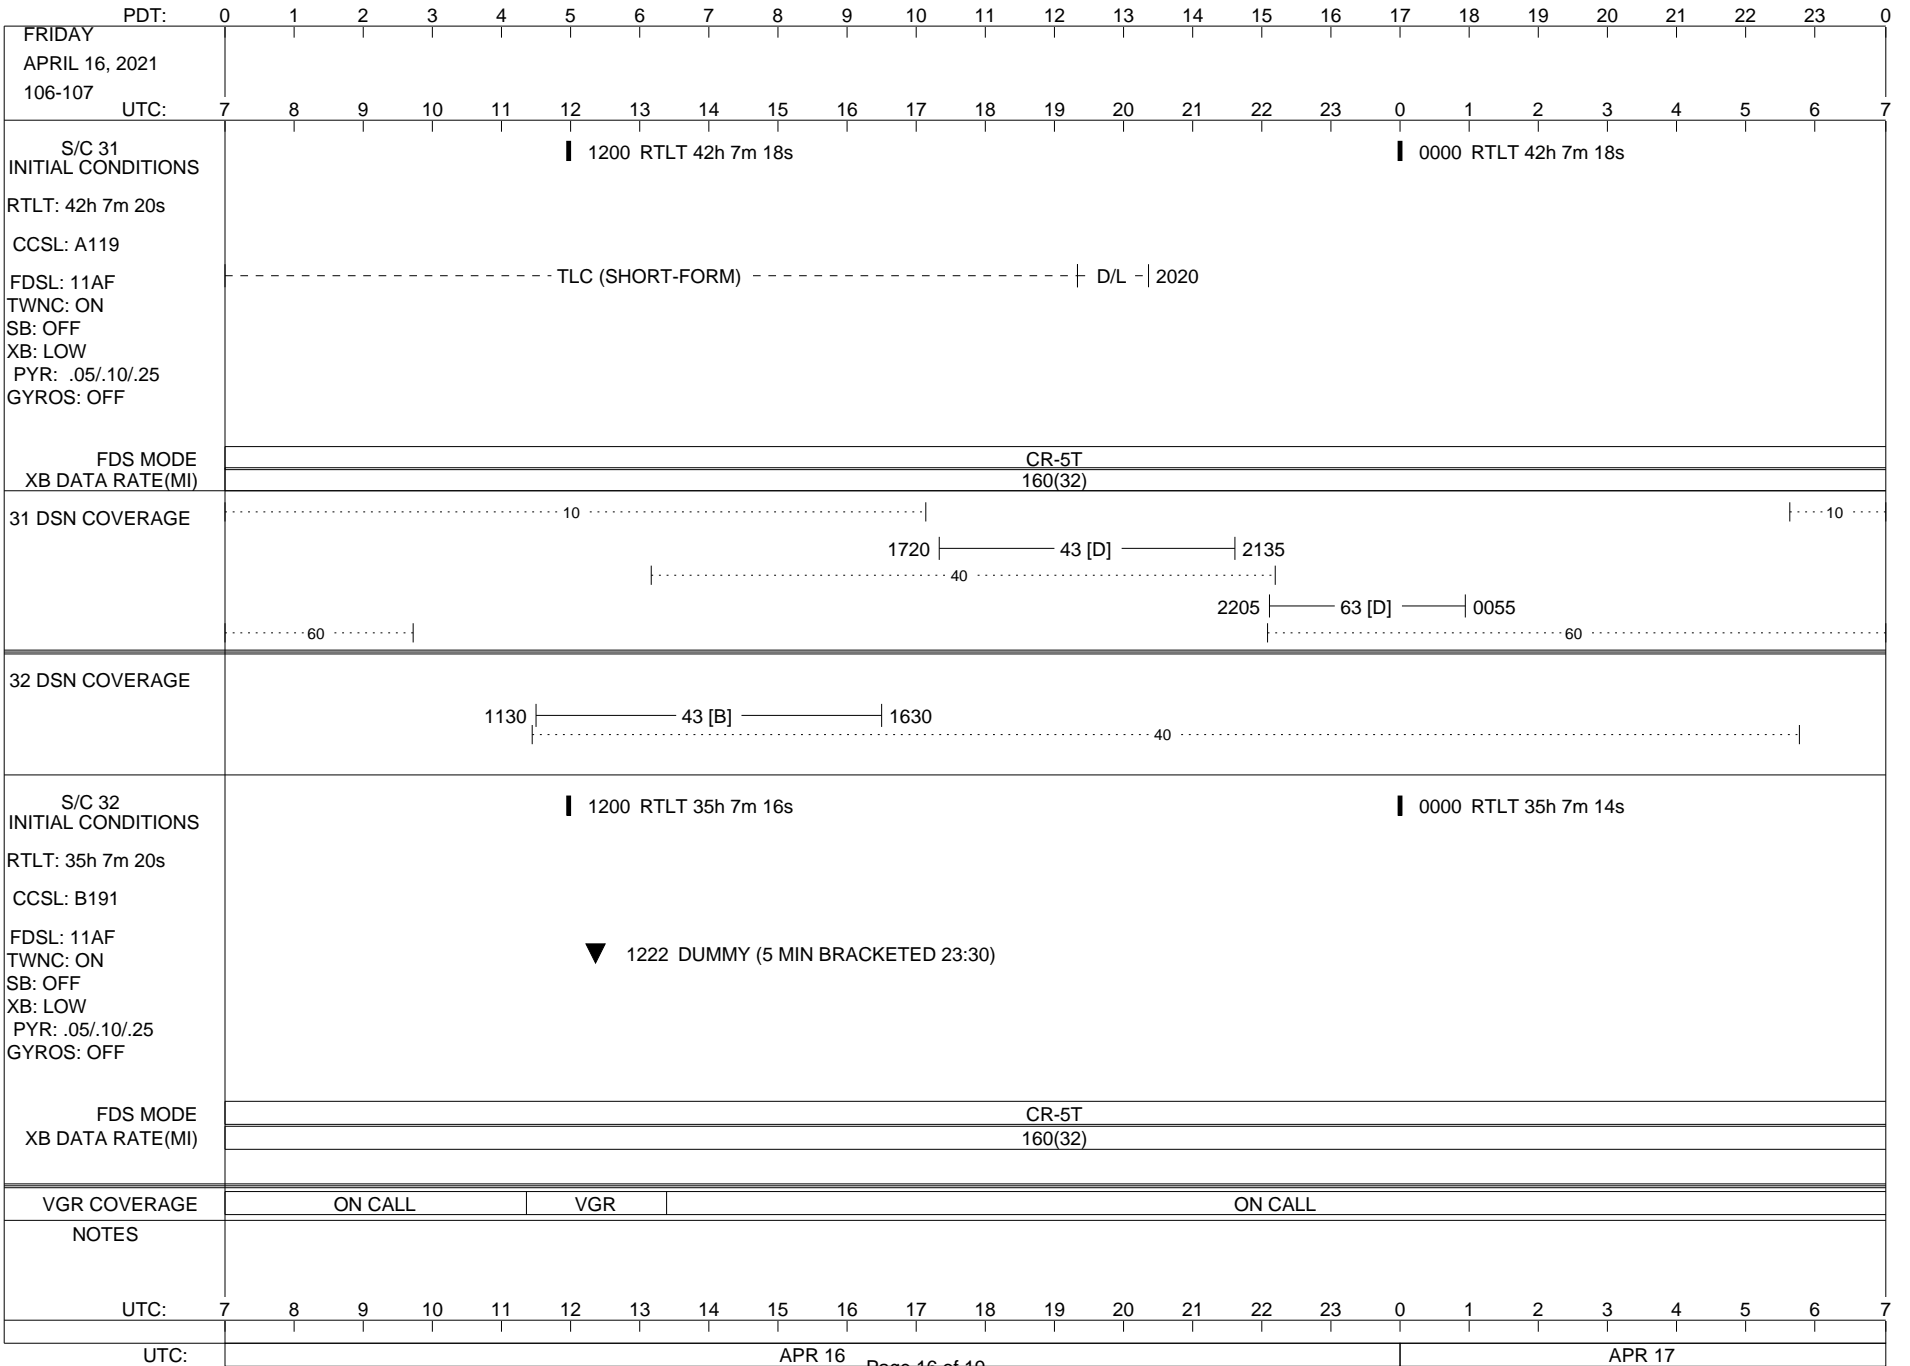 PDT: 0 1 2 3 4 5 6 7 8 9 10 11 12 13 14 15 16 17 18 19 20 21 22 23 0
FRIDAY
APRIL 16, 2021
106-107
UTC: 7 8 9 10 11 12 13 14 15 16 17 18 19 20 21 22 23 0 1 2 3 4 5 6 7
S/C 31
INITIAL CONDITIONS
1200 RTLT 42h 7m 18s
0000 RTLT 42h 7m 18s
RTLT: 42h 7m 20s
CCSL: A119
FDSL: 11AF
TLC (SHORT-FORM) D/L 2020
TWNC: ON
SB: OFF
XB: LOW
PYR: .05/.10/.25
GYROS: OFF
FDS MODE CR-5T
XB DATA RATE(MI) 160(32)
31 DSN COVERAGE
10 10
1720 43 [D] 2135
40
2205 63 [D] 0055
60 60
32 DSN COVERAGE
1130 43 [B] 1630
40
S/C 32
INITIAL CONDITIONS
1200 RTLT 35h 7m 16s
0000 RTLT 35h 7m 14s
RTLT: 35h 7m 20s
CCSL: B191
FDSL: 11AF
1222 DUMMY (5 MIN BRACKETED 23:30)
TWNC: ON
SB: OFF
XB: LOW
PYR: .05/.10/.25
GYROS: OFF
FDS MODE CR-5T
XB DATA RATE(MI) 160(32)
VGR COVERAGE ON CALL VGR ON CALL
NOTES
UTC: 7 8 9 10 11 12 13 14 15 16 17 18 19 20 21 22 23 0 1 2 3 4 5 6 7
UTC: APR 16 APR 17
Page 16 of 19